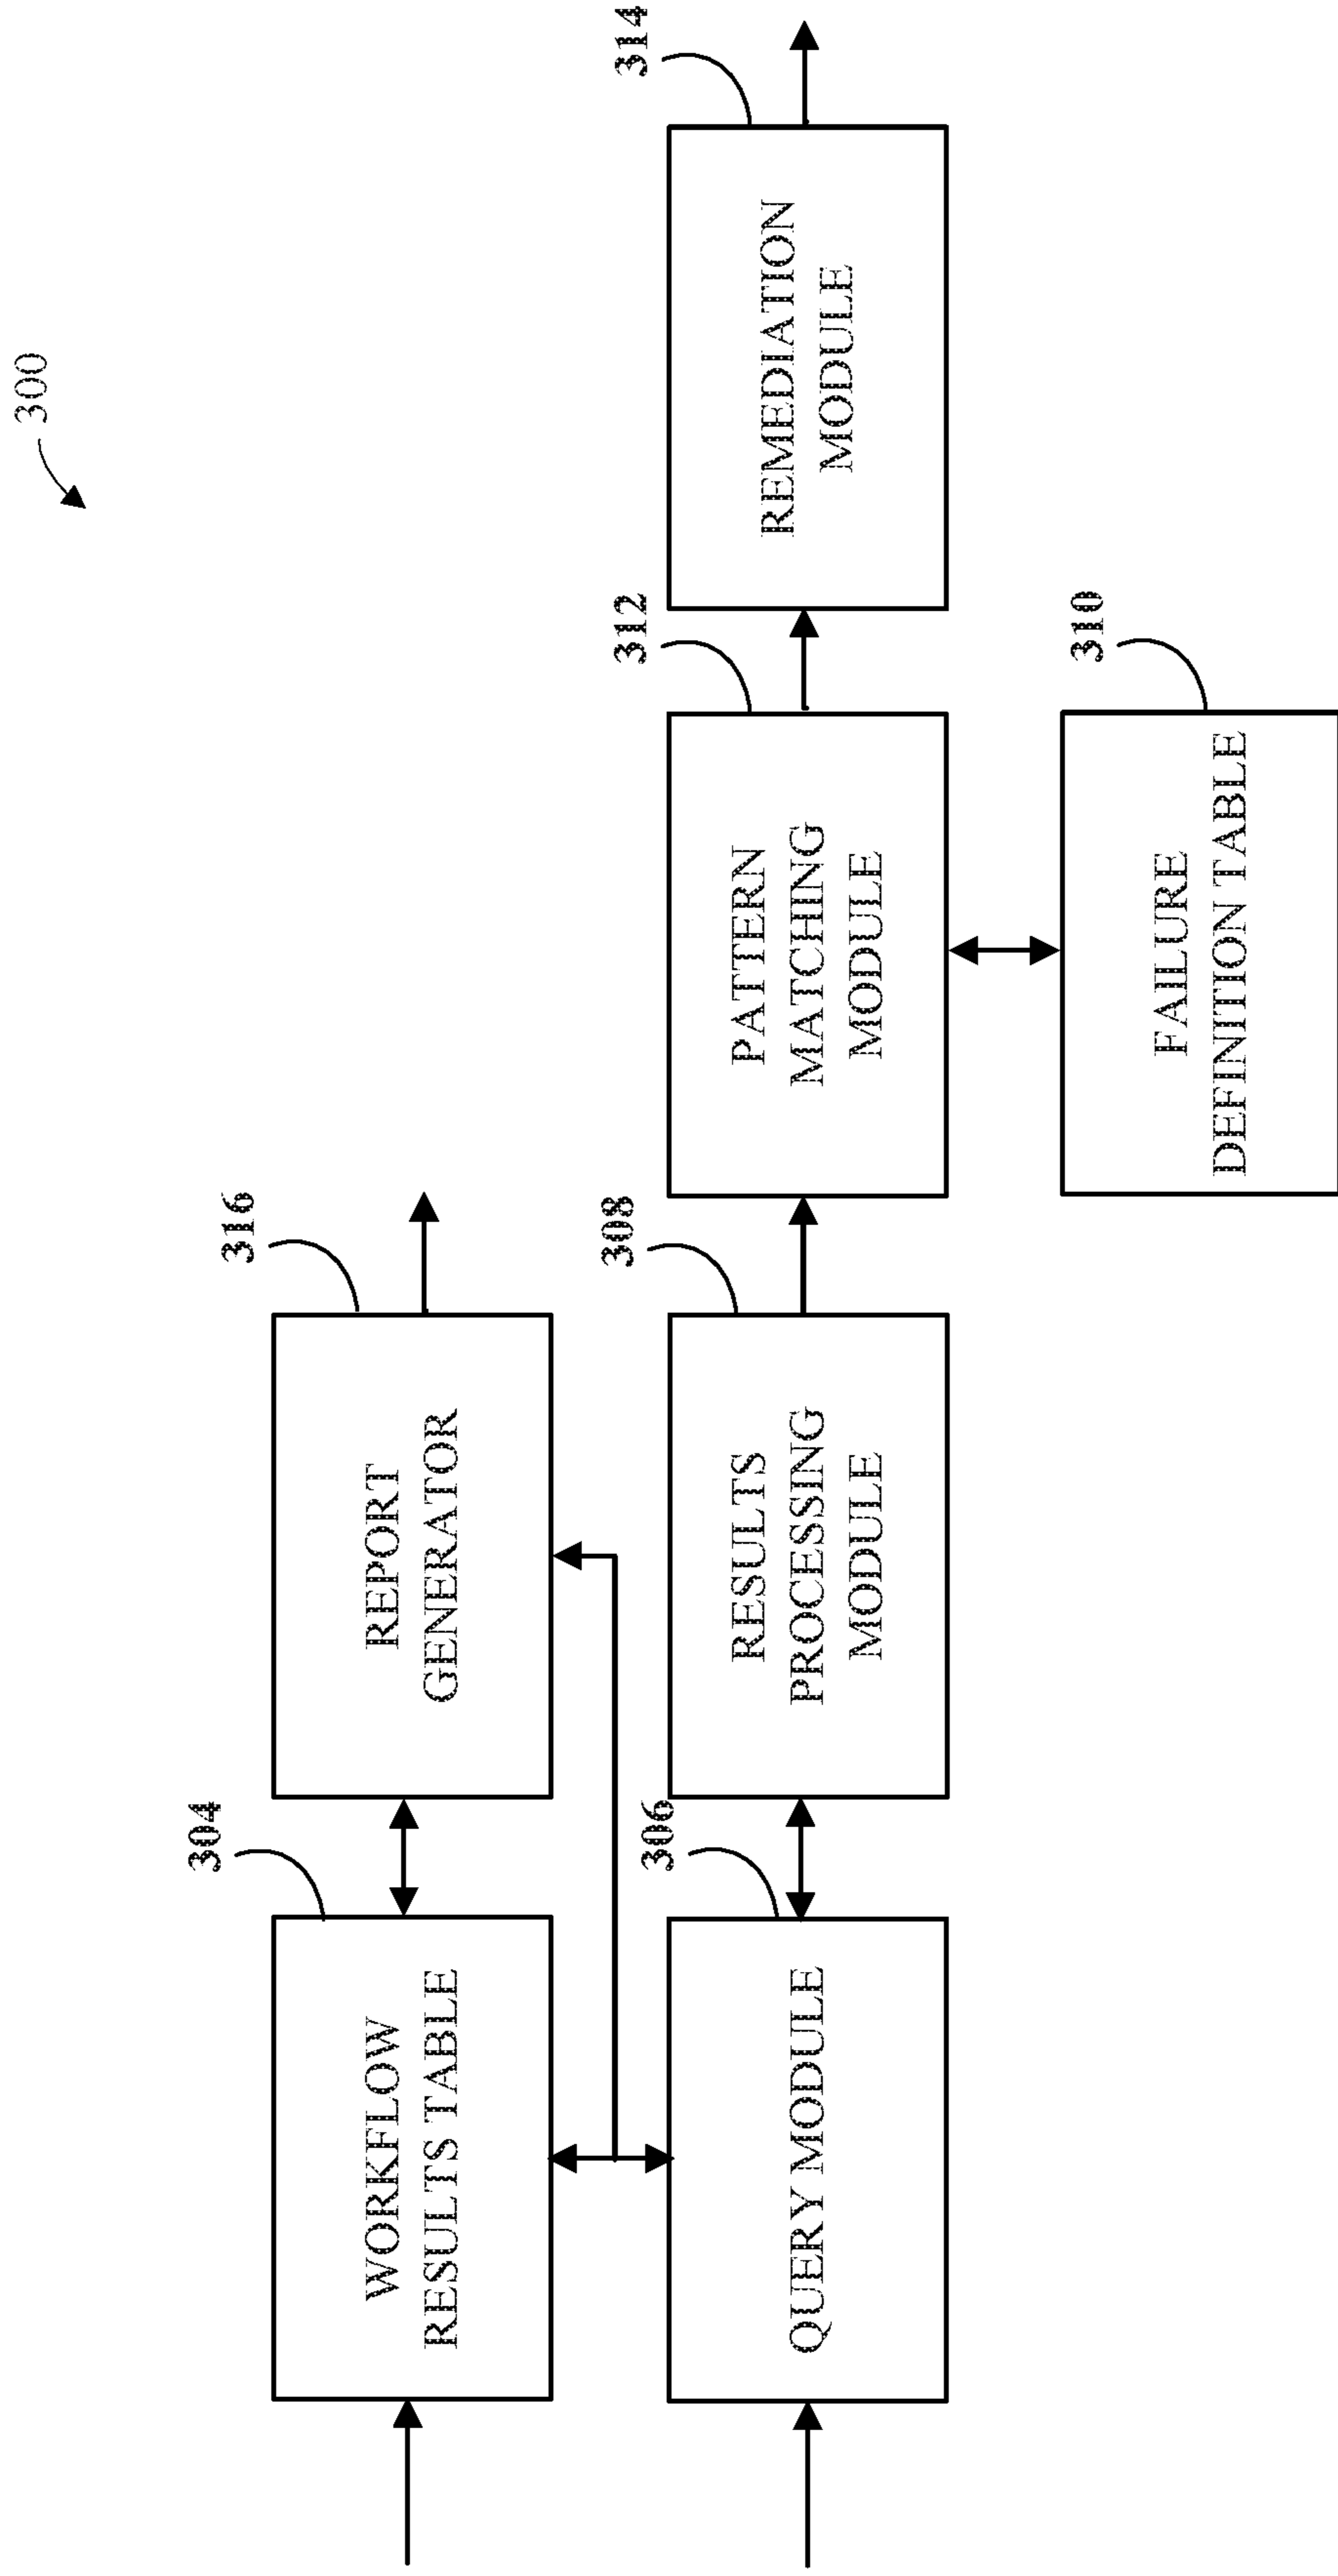 300
304
WORKFLOW
RESULTS TABLE
316
REPORT
GENERATOR
306
QUERY MODULE
308
RESULTS
PROCESSING
MODULE
312
PATTERN
MATCHING
MODULE
314
REMEDIATION
MODULE
310
FAILURE
DEFINITION TABLE